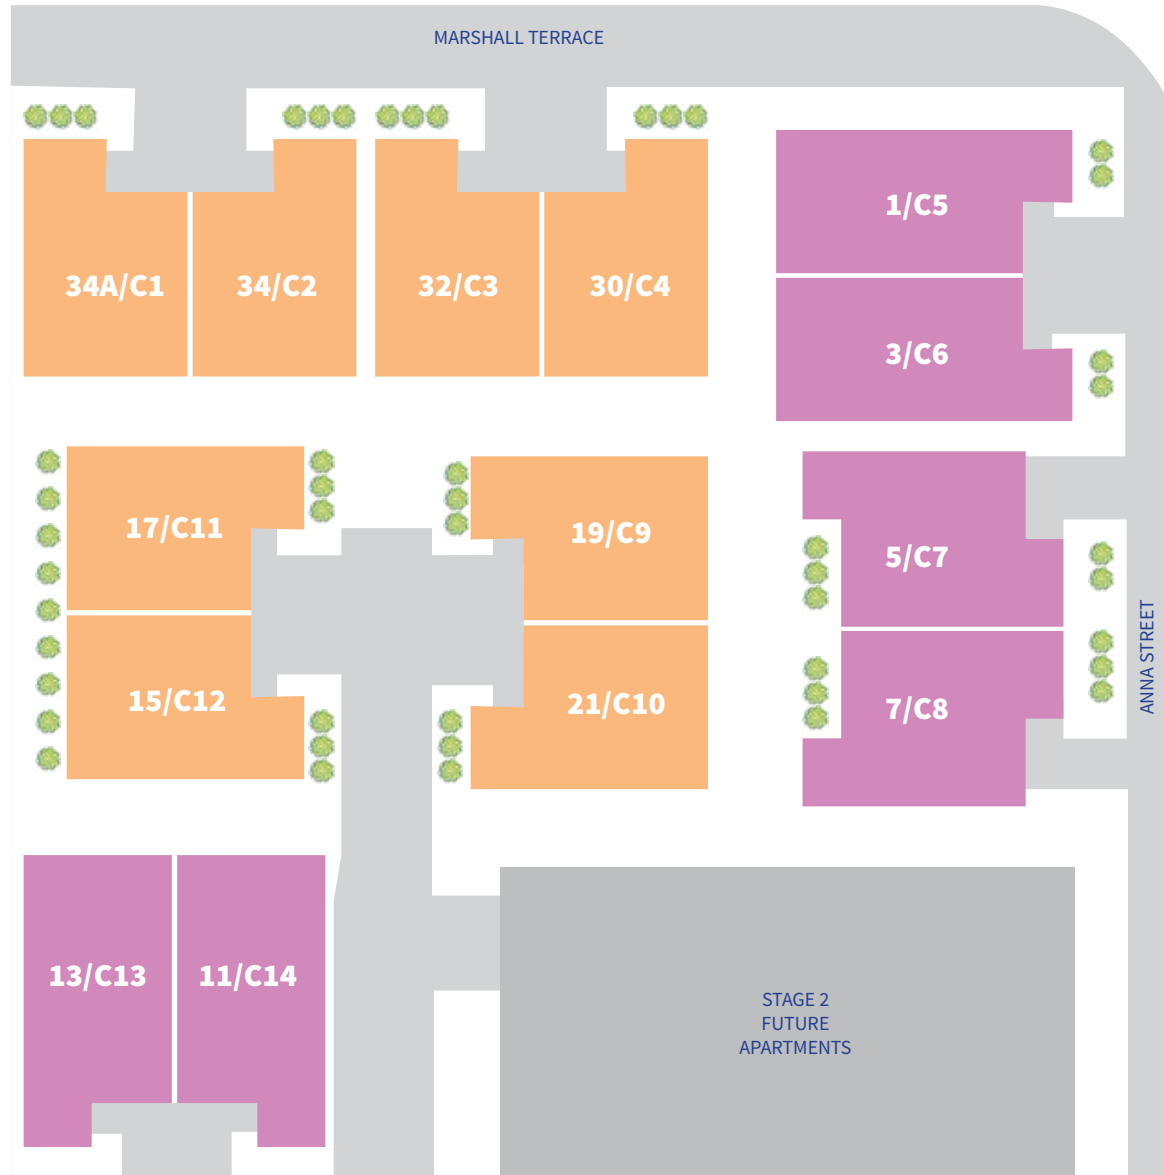 MARSHALL TERRACE
1/C5
34A/C1
34/C2
32/C3
30/C4
3/C6
17/C11
19/C9
5/C7
15/C12
21/C10
7/C8
ANNA STREET
13/C13
11/C14
STAGE 2
FUTURE
APARTMENTS